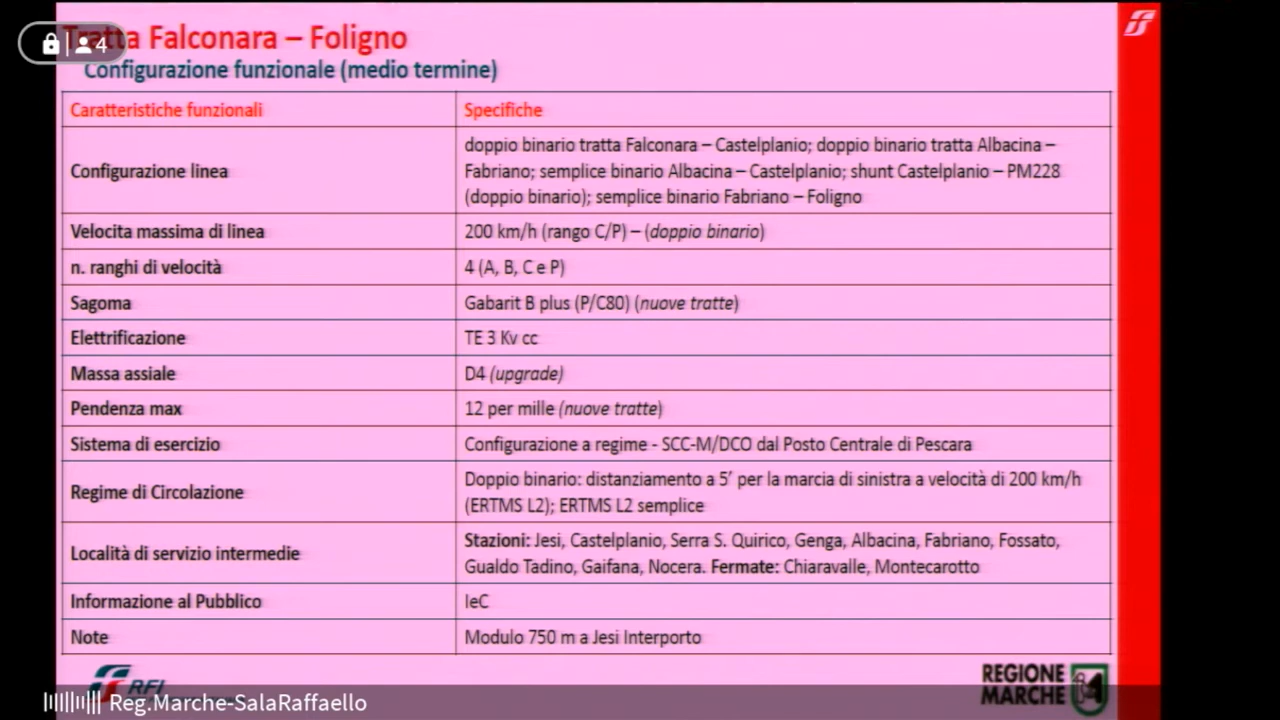 Tratta Falconara – Foligno
4
Configurazione funzionale (medio termine)
Caratteristiche funzionali
Specifiche
Configurazione linea
doppio binario tratta Falconara – Castelplanio; doppio binario tratta Albacina –
Fabriano; semplice binario Albacina – Castelplanio; shunt Castelplanio – PM228
(doppio binario); semplice binario Fabriano – Foligno
Velocita massima di linea
200 km/h (rango C/P) – (doppio binario)
n. ranghi di velocità
4 (A, B, C e P)
Sagoma
Gabarit B plus (P/C80) (nuove tratte)
Elettrificazione
TE 3 Kv cc
Massa assiale
D4 (upgrade)
Pendenza max
12 per mille (nuove tratte)
Sistema di esercizio
Configurazione a regime - SCC-M/DCO dal Posto Centrale di Pescara
Regime di Circolazione
Doppio binario: distanziamento a 5’ per la marcia di sinistra a velocità di 200 km/h
(ERTMS L2); ERTMS L2 semplice
Località di servizio intermedie
Stazioni: Jesi, Castelplanio, Serra S. Quirico, Genga, Albacina, Fabriano, Fossato,
Gualdo Tadino, Gaifana, Nocera. Fermate: Chiaravalle, Montecarotto
Informazione al Pubblico
IeC
Note
Modulo 750 m a Jesi Interporto
RFI
REGIONE
MARCHE
Reg.Marche-SalaRaffaello